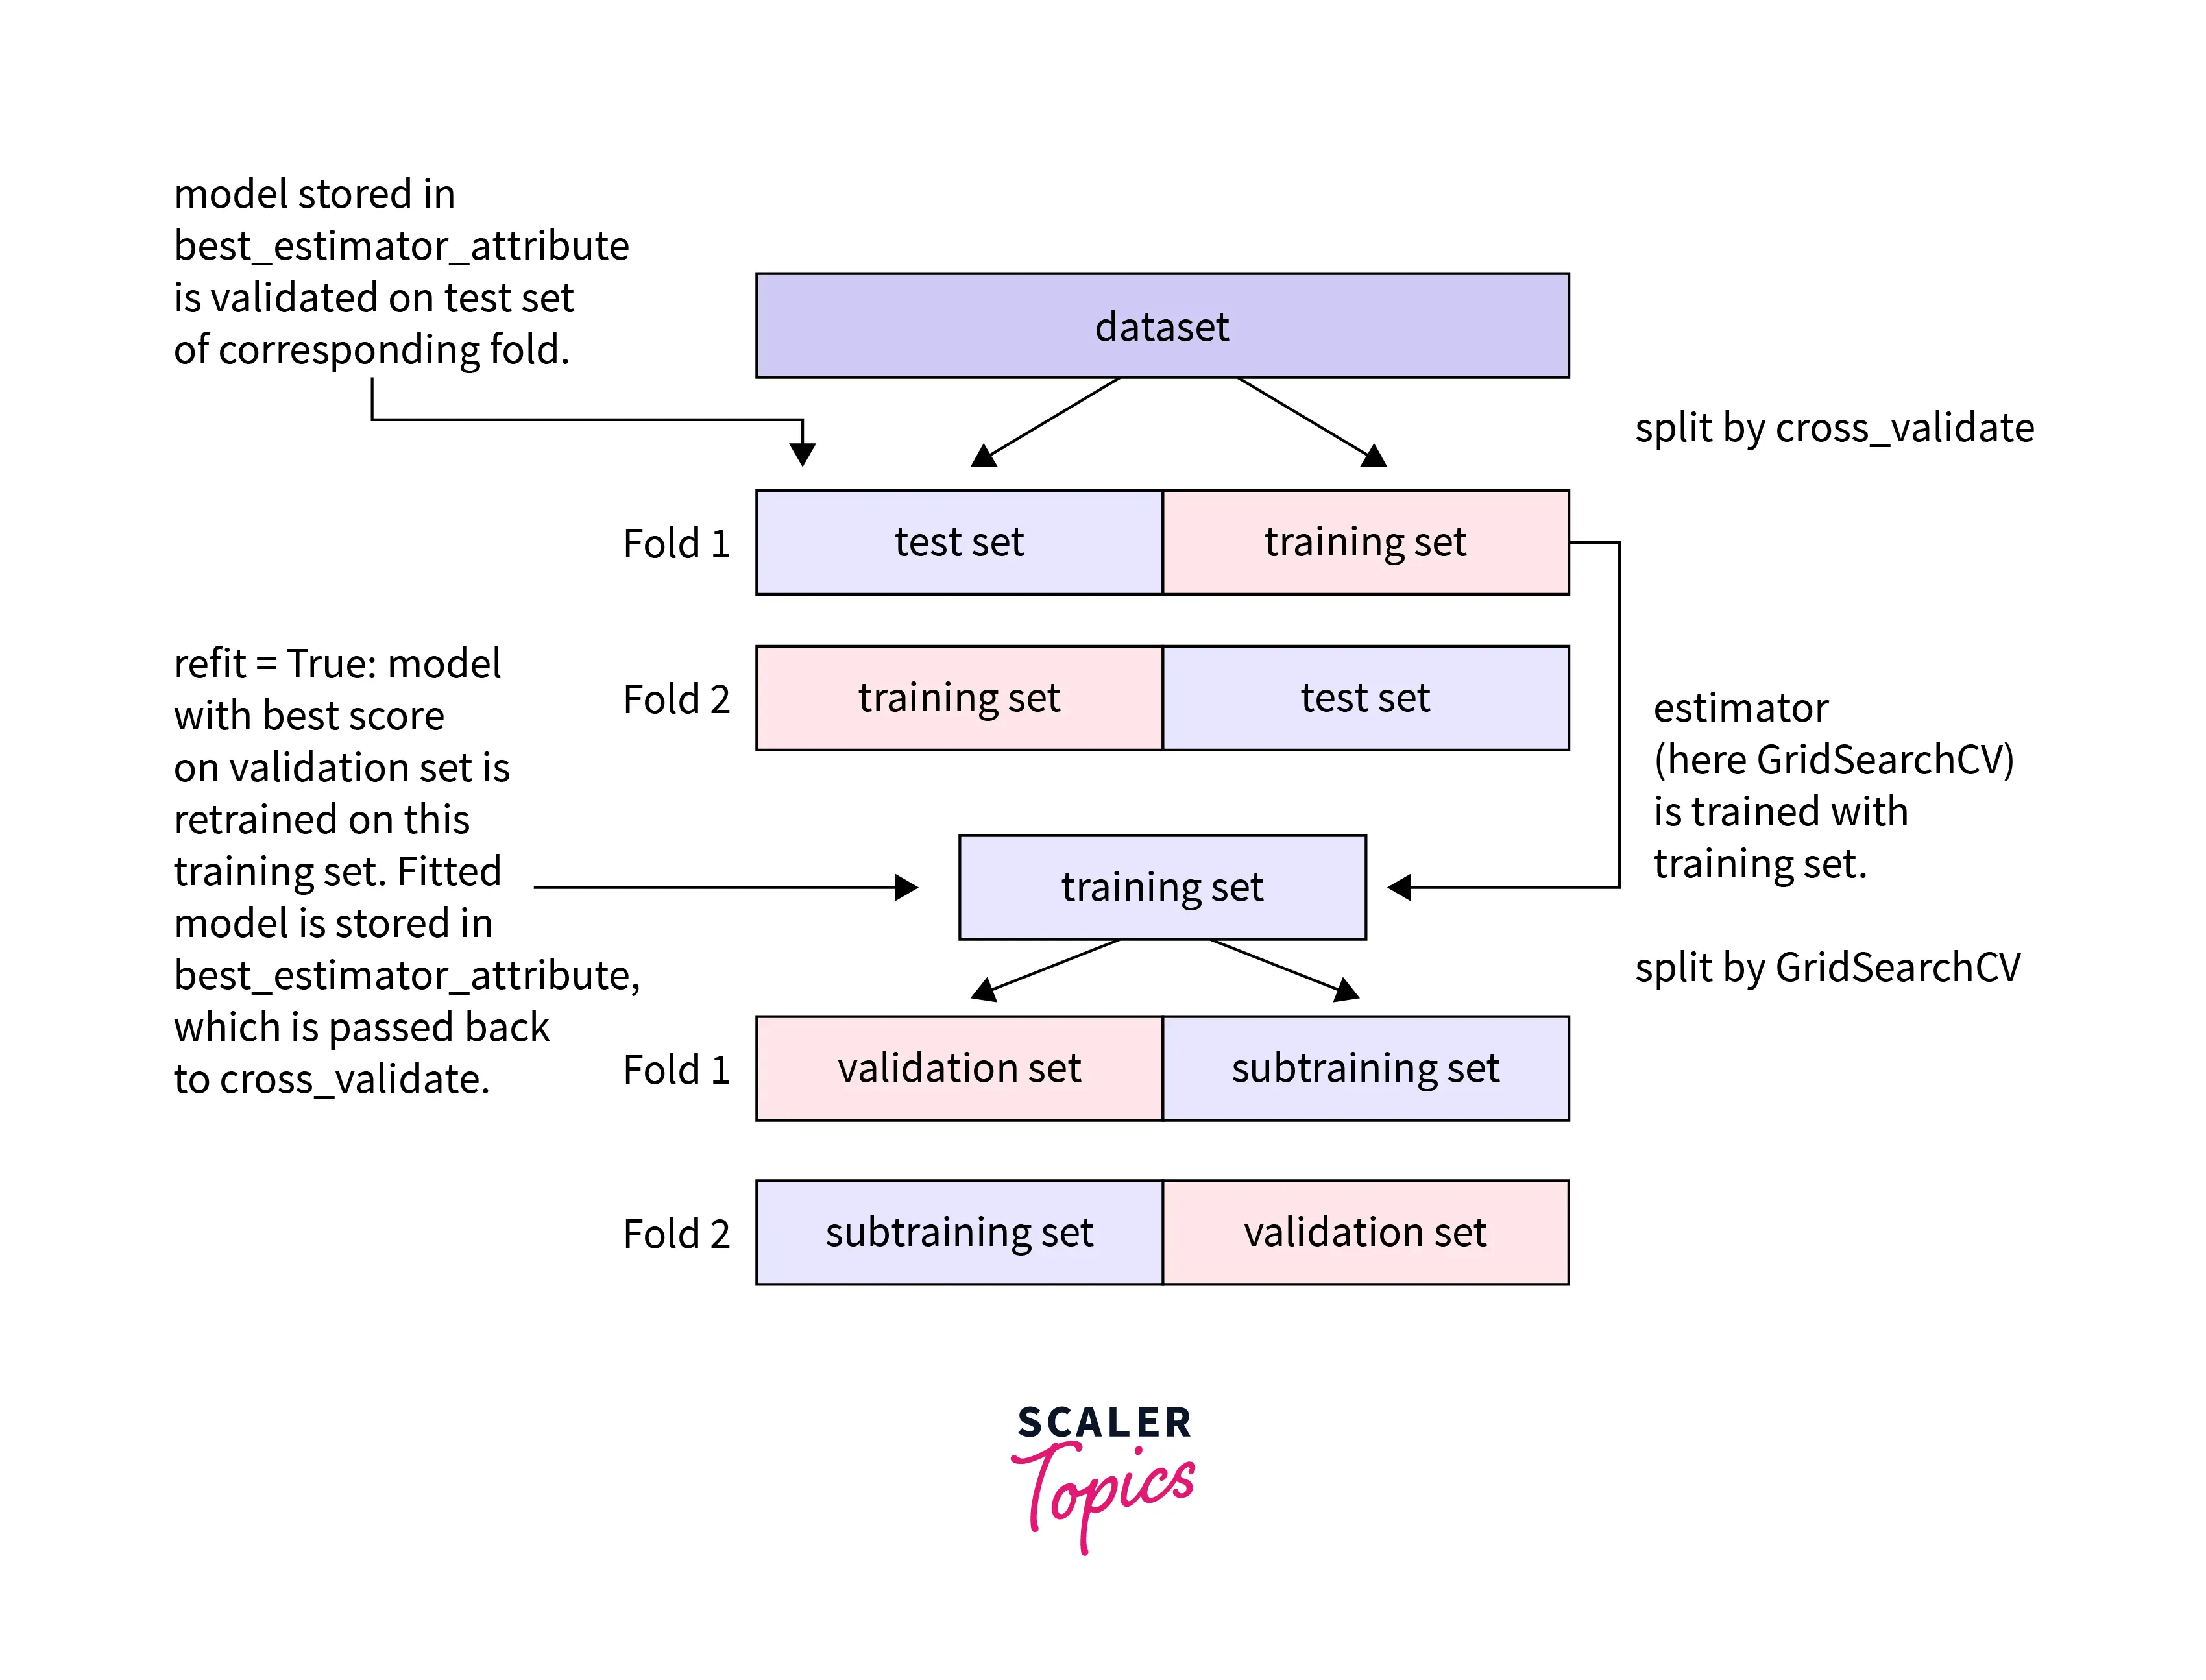 model stored in
best_estimator_attribute
is validated on test set
of corresponding fold.
dataset
split by cross_validate
Fold 1
test set
training set
Fold 2
training set
test set
refit = True: model
with best score
on validation set is
retrained on this
training set. Fitted
model is stored in
best_estimator_attribute,
which is passed back
to cross_validate.
estimator
(here GridSearchCV)
is trained with
training set.
training set
split by GridSearchCV
Fold 1
validation set
subtraining set
Fold 2
subtraining set
validation set
SCALER
Topics